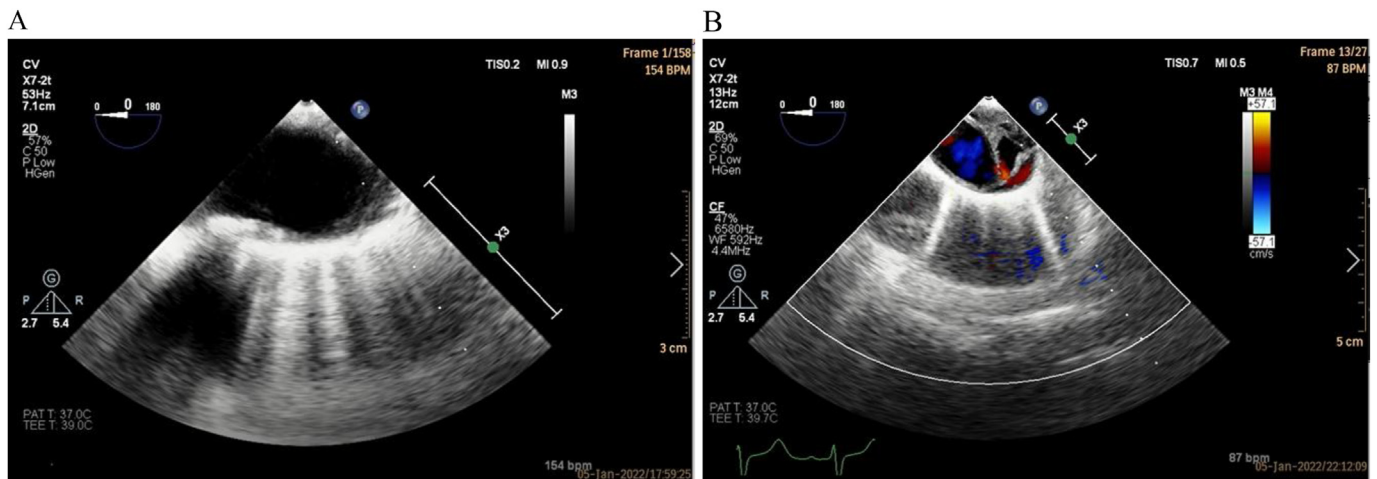 A
CV
X7-2t
53Hz
7.1cm
0 0 180
2D
57%
C 50
P Low
HGen
TIS0.2 MI 0.9
Frame 1/158
154 BPM
M3
P
X3
G
P R
2.7 5.4
3 cm
PAT T: 37.0C
TEE T: 39.0C
154 bpm
05-Jan-2022/17:59:25
B
CV
X7-2t
13Hz
12cm
0 0 180
2D
69%
C 50
P Low
HGen
CF
47%
6580Hz
WF 592Hz
4.4MHz
TIS0.7 MI 0.5
Frame 13/27
87 BPM
M3 M4
+57.1
-57.1
cm/s
P
X3
G
P R
2.7 5.4
5 cm
PAT T: 37.0C
TEE T: 39.7C
87 bpm
05-Jan-2022/22:12:09